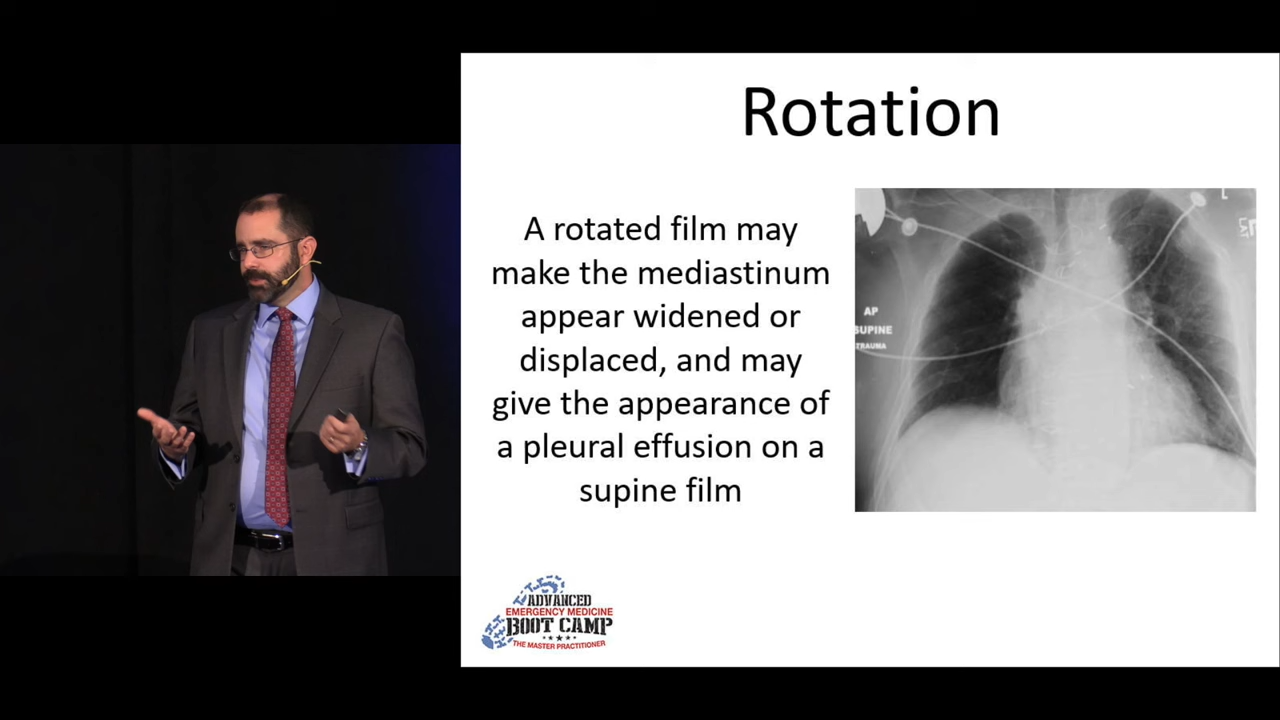 Rotation
A rotated film may
make the mediastinum
appear widened or
displaced, and may
give the appearance of
a pleural effusion on a
supine film
L
AP
SUPINE
TRAUMA
ADVANCED
EMERGENCY MEDICINE
BOOT CAMP
THE MASTER PRACTITIONER